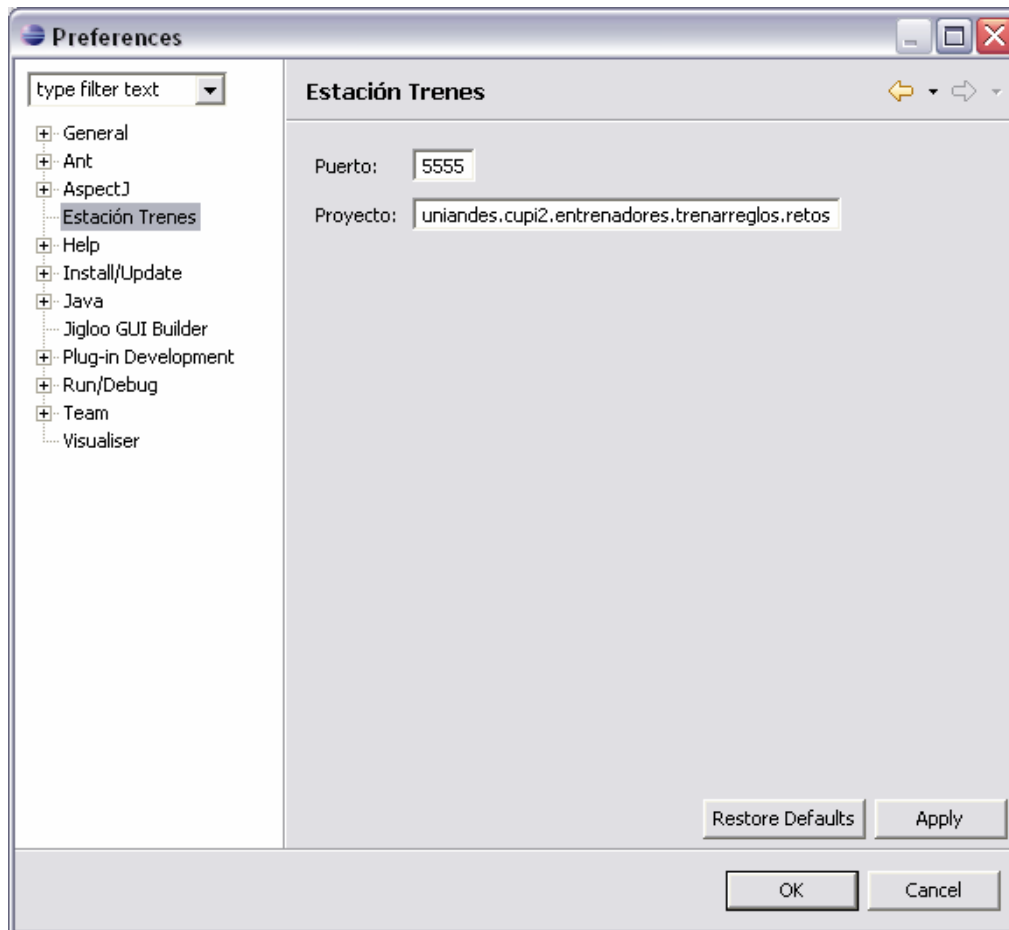 Preferences
type filter text
Estación Trenes
General
Ant
AspectJ
Estación Trenes
Help
Install/Update
Java
Jigloo GUI Builder
Plug-in Development
Run/Debug
Team
Visualiser
Puerto: 5555
Proyecto: uniandes.cupi2.entrenadores.trenarreglos.retos
Restore Defaults Apply
OK Cancel